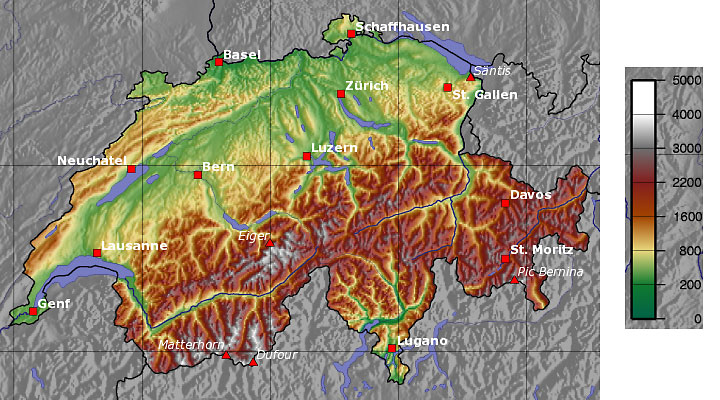 Schaffhausen
Basel
Säntis
Zürich
St. Gallen
Luzern
Neuchâtel
Bern
Davos
Eiger
Lausanne
St. Moritz
Pic Bernina
Genf
Matterhorn
Lugano
Dufour
5000
4000
3000
2200
1600
800
200
0